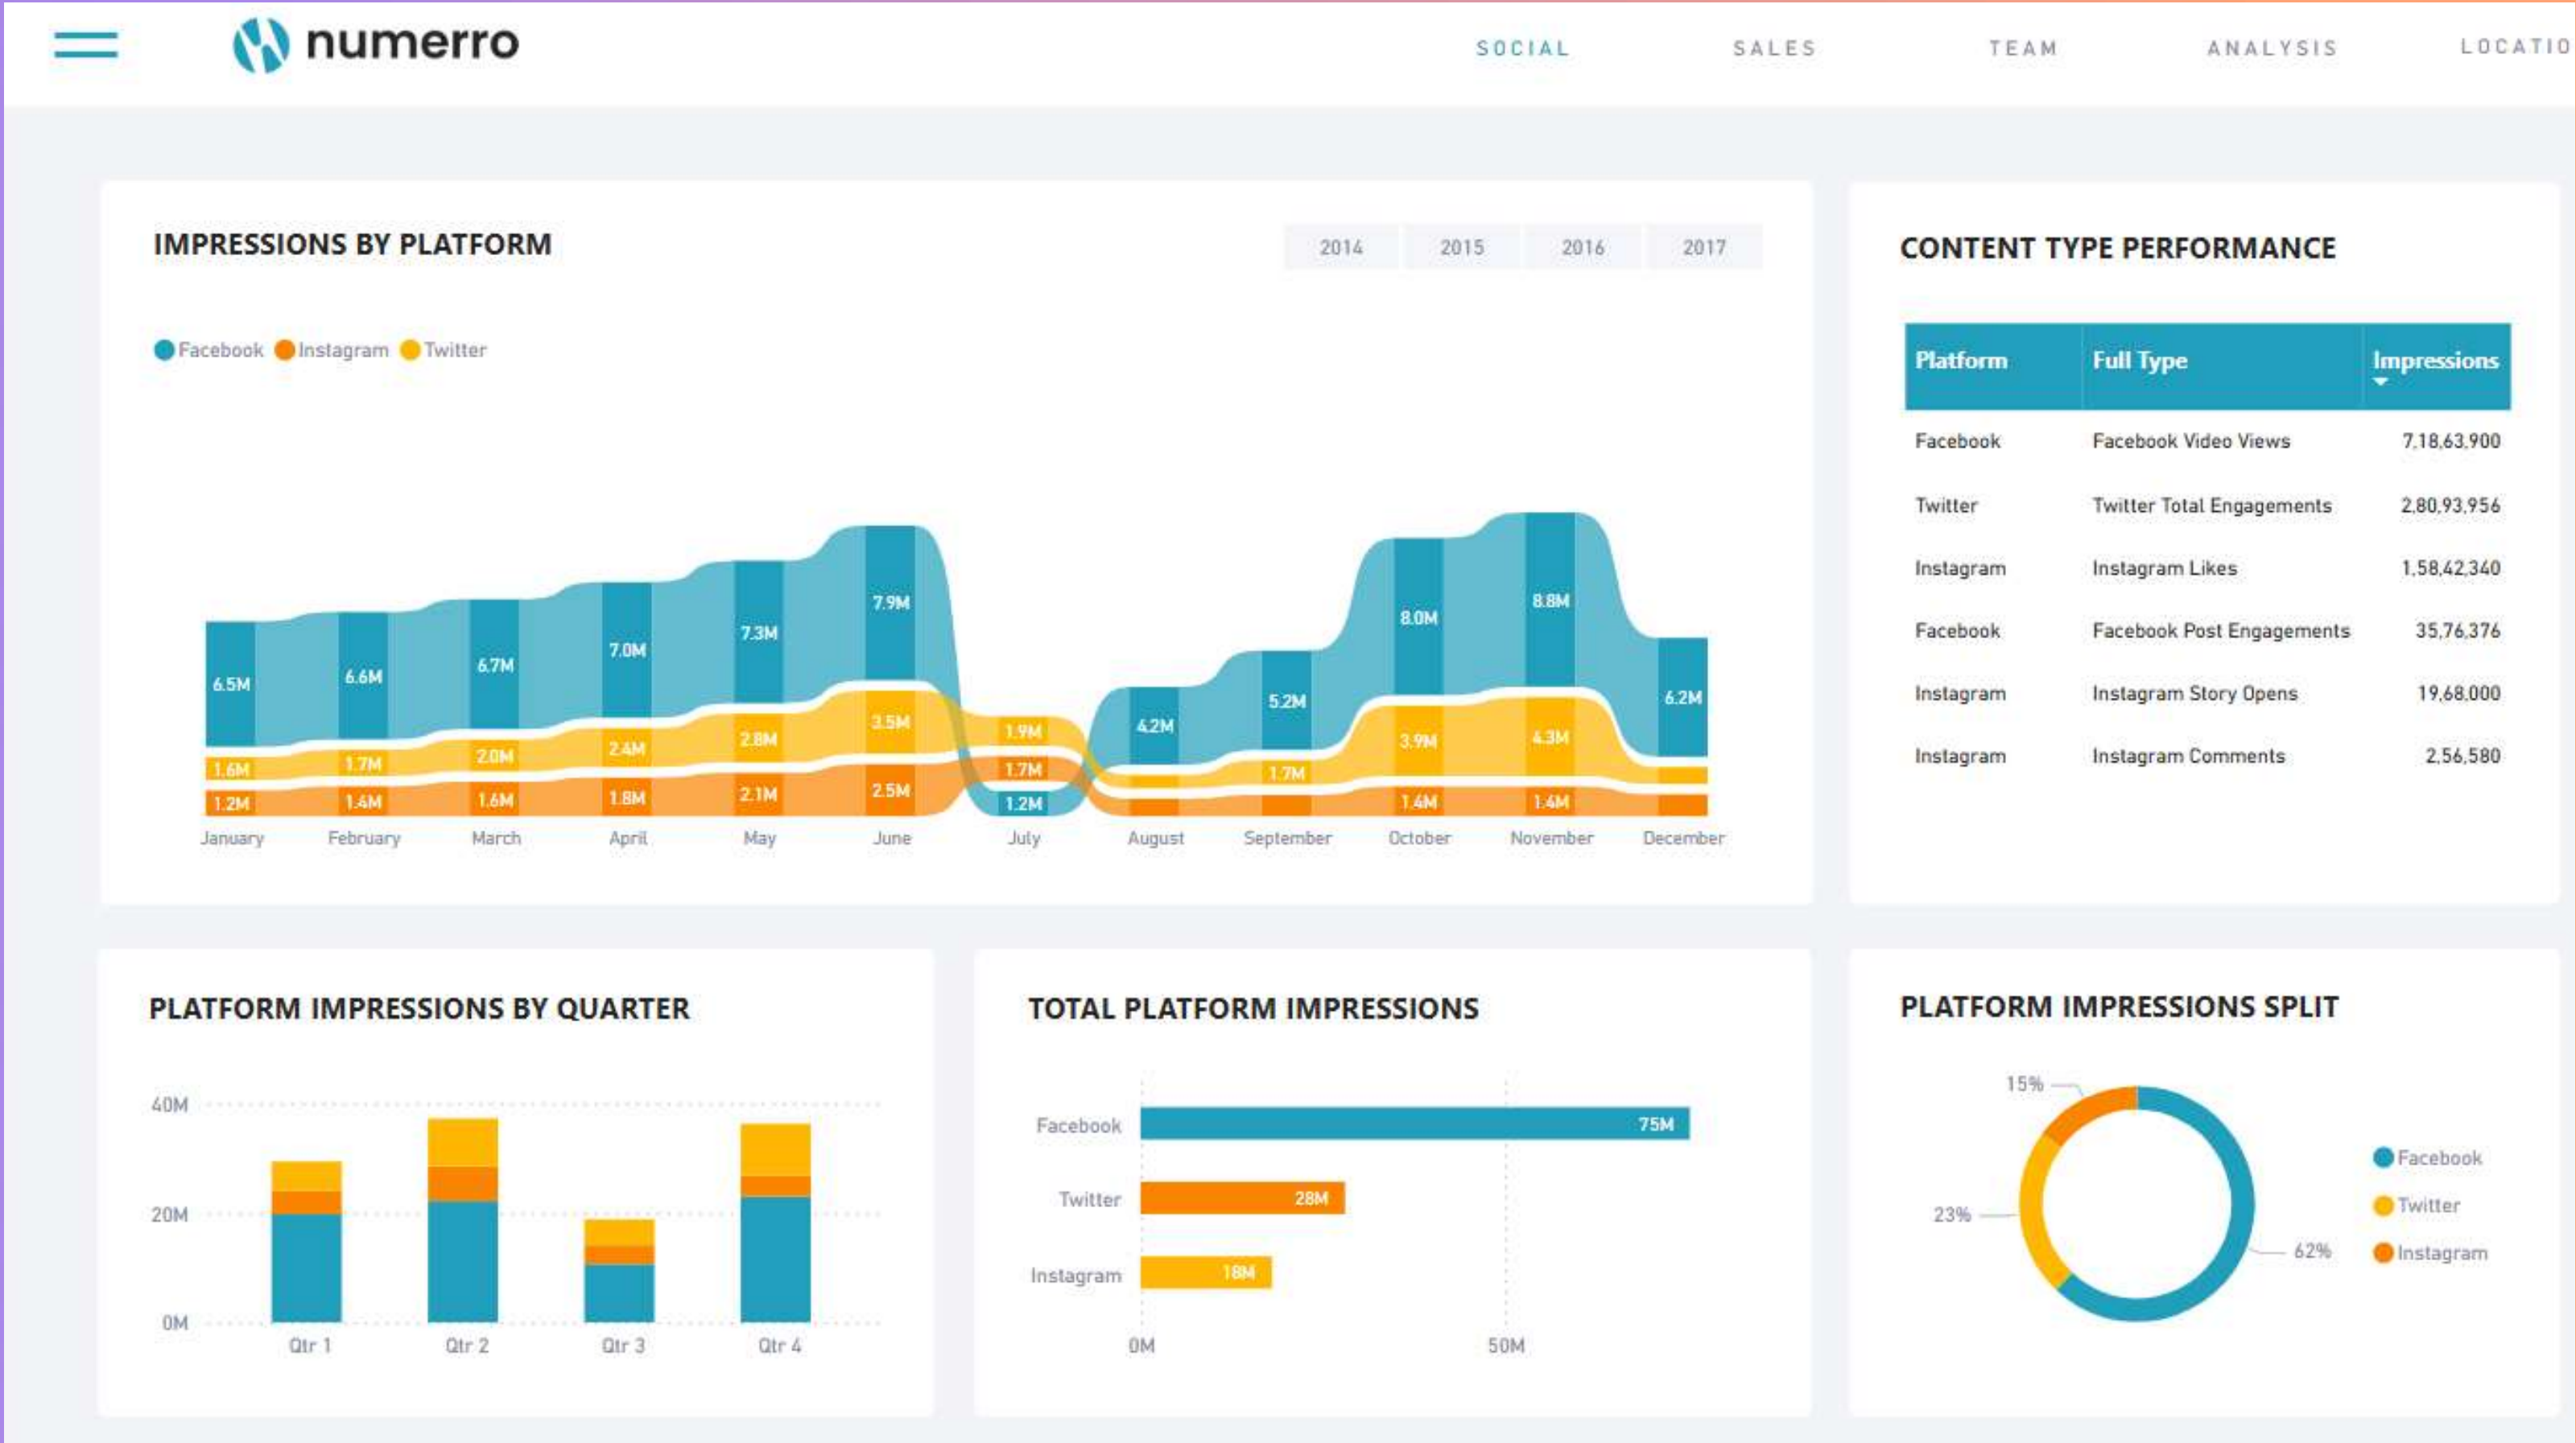 numerro
SOCIAL SALES TEAM ANALYSIS LOCATIO
IMPRESSIONS BY PLATFORM
2014 2015 2016 2017
Facebook Instagram Twitter
7.9M
8.0M
8.8M
7.3M
7.0M
6.7M
6.6M
6.5M
6.2M
5.2M
4.2M
3.5M
1.9M
2.8M
3.9M
4.3M
2.4M
2.0M
1.7M
1.6M
1.7M
1.7M
1.2M
1.4M
1.6M
1.8M
2.1M
2.5M
1.2M
1.4M
1.4M
January February March April May June July August September October November December
CONTENT TYPE PERFORMANCE
Platform Full Type Impressions
Facebook Facebook Video Views 7,18,63,900
Twitter Twitter Total Engagements 2,80,93,956
Instagram Instagram Likes 1,58,42,340
Facebook Facebook Post Engagements 35,76,376
Instagram Instagram Story Opens 19,68,000
Instagram Instagram Comments 2,56,580
PLATFORM IMPRESSIONS BY QUARTER
40M
20M
0M
Qtr 1 Qtr 2 Qtr 3 Qtr 4
TOTAL PLATFORM IMPRESSIONS
Facebook 75M
Twitter 28M
Instagram 18M
0M 50M
PLATFORM IMPRESSIONS SPLIT
15%
23%
62%
Facebook
Twitter
Instagram